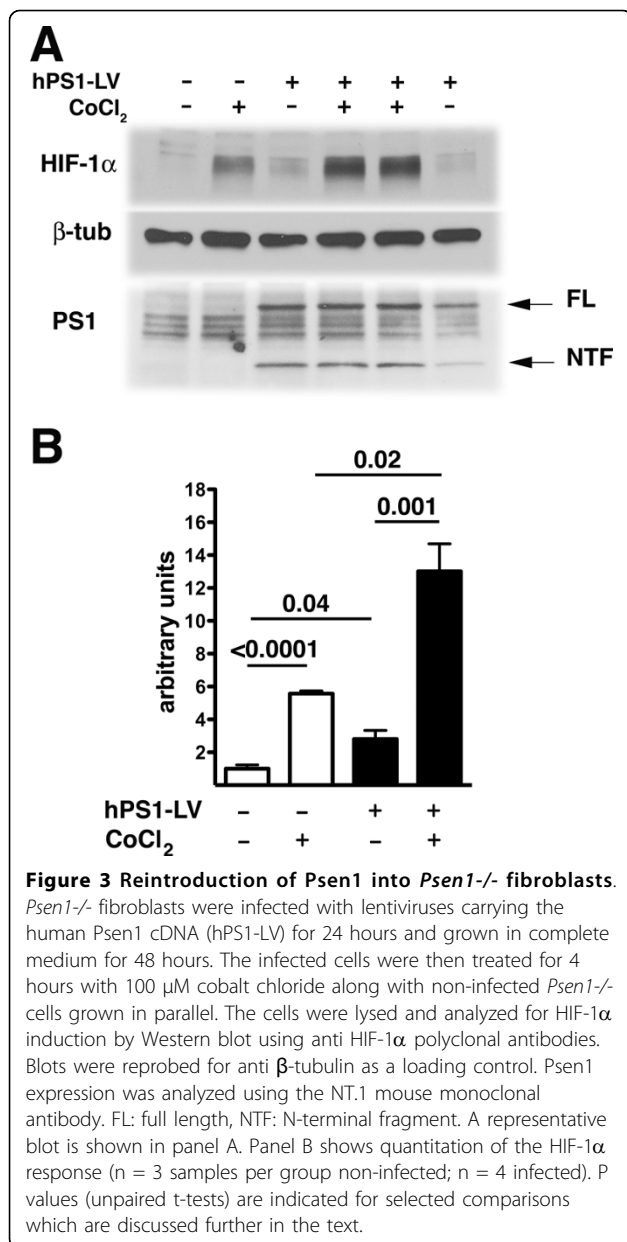 A
hPS1-LV - - + + + +
CoCl2 - + - + + -
HIF-1α
β-tub
PS1
FL
NTF
B
0.02
0.001
0.04
<0.0001
arbitrary units
18
16
14
12
10
8
6
4
2
hPS1-LV - - + +
CoCl2 - + - +
Figure 3 Reintroduction of Psen1 into Psen1-/- fibroblasts.
Psen1-/- fibroblasts were infected with lentiviruses carrying the
human Psen1 cDNA (hPS1-LV) for 24 hours and grown in complete
medium for 48 hours. The infected cells were then treated for 4
hours with 100 μM cobalt chloride along with non-infected Psen1-/-
cells grown in parallel. The cells were lysed and analyzed for HIF-1α
induction by Western blot using anti HIF-1α polyclonal antibodies.
Blots were reprobed for anti β-tubulin as a loading control. Psen1
expression was analyzed using the NT.1 mouse monoclonal
antibody. FL: full length, NTF: N-terminal fragment. A representative
blot is shown in panel A. Panel B shows quantitation of the HIF-1α
response (n = 3 samples per group non-infected; n = 4 infected). P
values (unpaired t-tests) are indicated for selected comparisons
which are discussed further in the text.